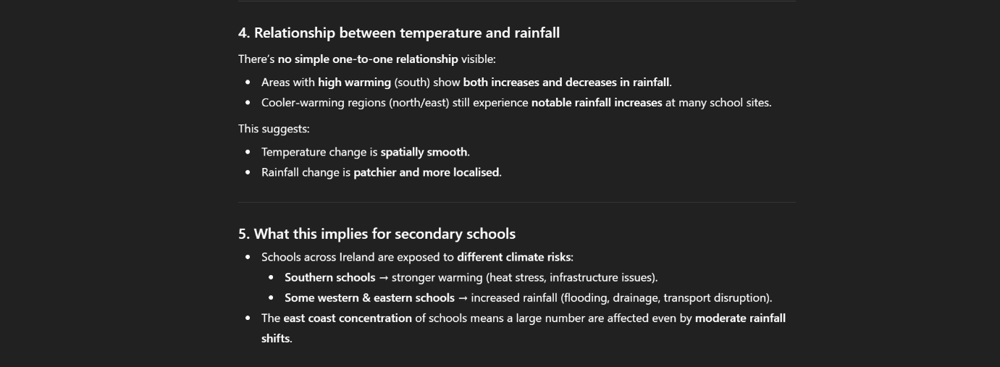 4. Relationship between temperature and rainfall
There's no simple one-to-one relationship visible:
• Areas with high warming (south) show both increases and decreases in rainfall.
• Cooler-warming regions (north/east) still experience notable rainfall increases at many school sites.
This suggests:
• Temperature change is spatially smooth.
• Rainfall change is patchier and more localised.
5. What this implies for secondary schools
• Schools across Ireland are exposed to different climate risks:
• Southern schools → stronger warming (heat stress, infrastructure issues).
• Some western & eastern schools → increased rainfall (flooding, drainage, transport disruption).
• The east coast concentration of schools means a large number are affected even by moderate rainfall
shifts.